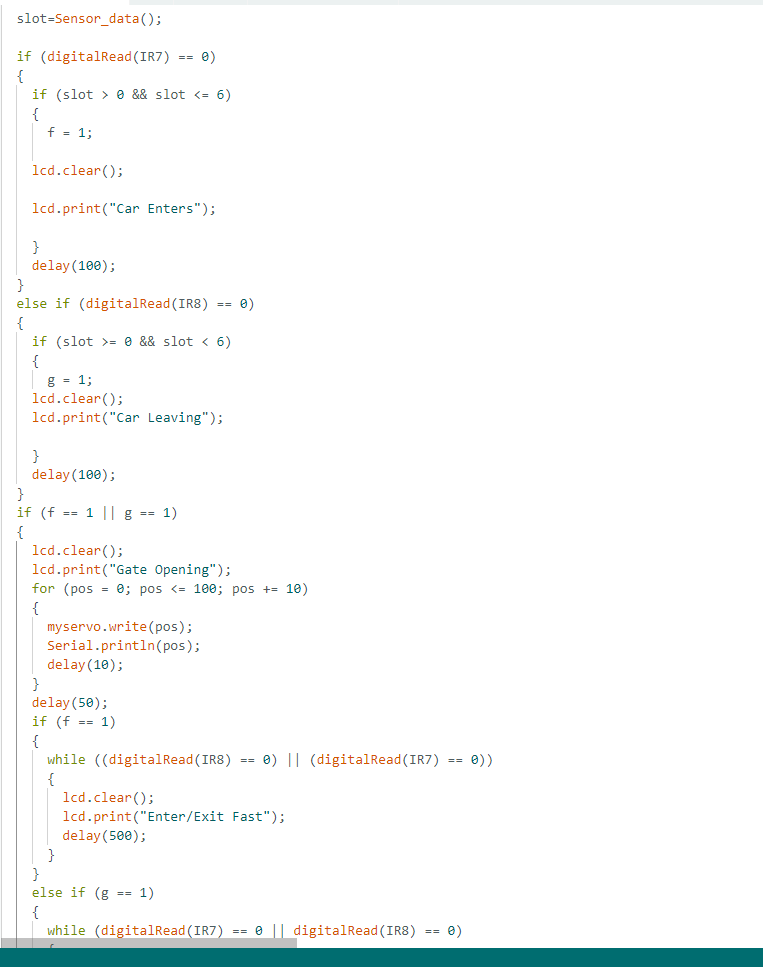 slot=Sensor_data();
if (digitalRead(IR7) == 0)
{
if (slot > 0 && slot <= 6)
{
f = 1;
lcd.clear();
lcd.print("Car Enters");
}
delay(100);
}
else if (digitalRead(IR8) == 0)
{
if (slot >= 0 && slot < 6)
{
g = 1;
lcd.clear();
lcd.print("Car Leaving");
}
delay(100);
}
if (f == 1 || g == 1)
{
lcd.clear();
lcd.print("Gate Opening");
for (pos = 0; pos <= 100; pos += 10)
{
myservo.write(pos);
Serial.println(pos);
delay(10);
}
delay(50);
if (f == 1)
{
while ((digitalRead(IR8) == 0) || (digitalRead(IR7) == 0))
{
lcd.clear();
lcd.print("Enter/Exit Fast");
delay(500);
}
}
else if (g == 1)
{
while (digitalRead(IR7) == 0 || digitalRead(IR8) == 0)